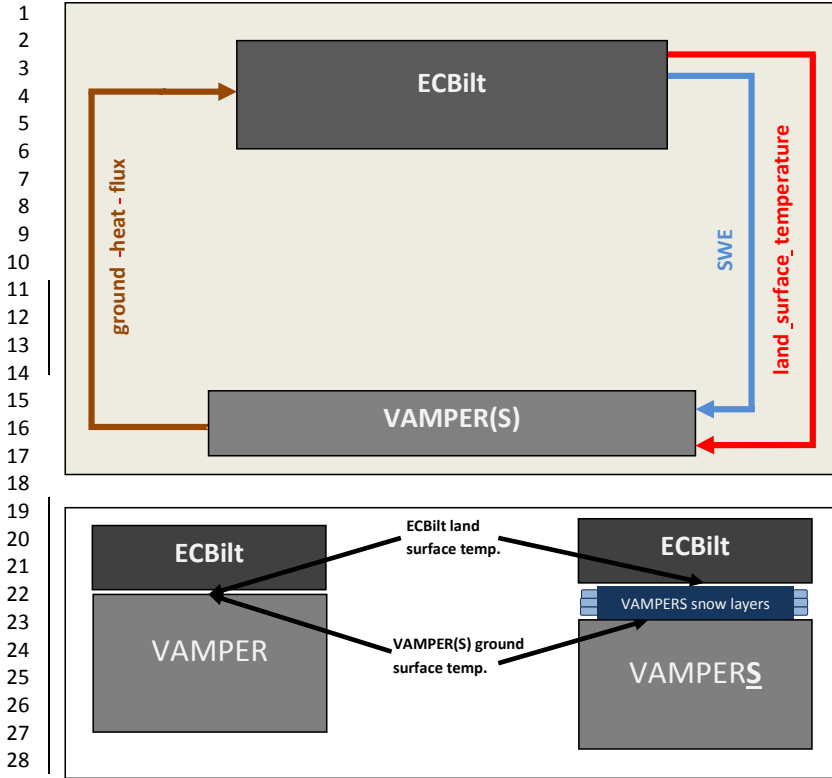 1
2
3
4
5
6
7
8
9
10
11
12
13
14
15
16
17
18
19
20
21
22
23
24
25
26
27
28
ECBilt
ground -heat - flux
SWE
land_surface_temperature
VAMPER(S)
ECBilt
VAMPER
ECBilt land
surface temp.
VAMPER(S) ground
surface temp.
ECBilt
VAMPERS snow layers
VAMPERS